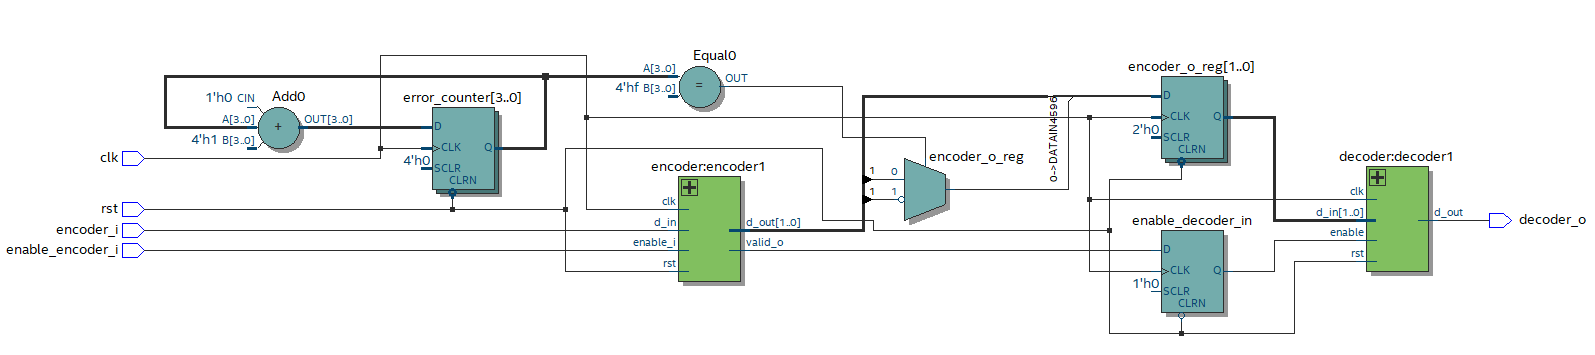 Equal0
A[3..0]
4'hf B[3..0]
=
OUT
encoder_o_reg[1..0]
D
CLK
2'h0
SCLR
CLRN
Q
1'h0 CIN
Add0
A[3..0]
4'h1 B[3..0]
+
OUT[3..0]
error_counter[3..0]
D
CLK
4'h0
SCLR
CLRN
Q
0->DATAIN4596
encoder_o_reg
1
0
1
1
clk
rst
encoder_i
enable_encoder_i
encoder:encoder1
clk
d_in
enable_i
rst
d_out[1..0]
valid_o
enable_decoder_in
D
CLK
1'h0
SCLR
CLRN
Q
decoder:decoder1
clk
d_in[1..0]
enable
rst
d_out
decoder_o